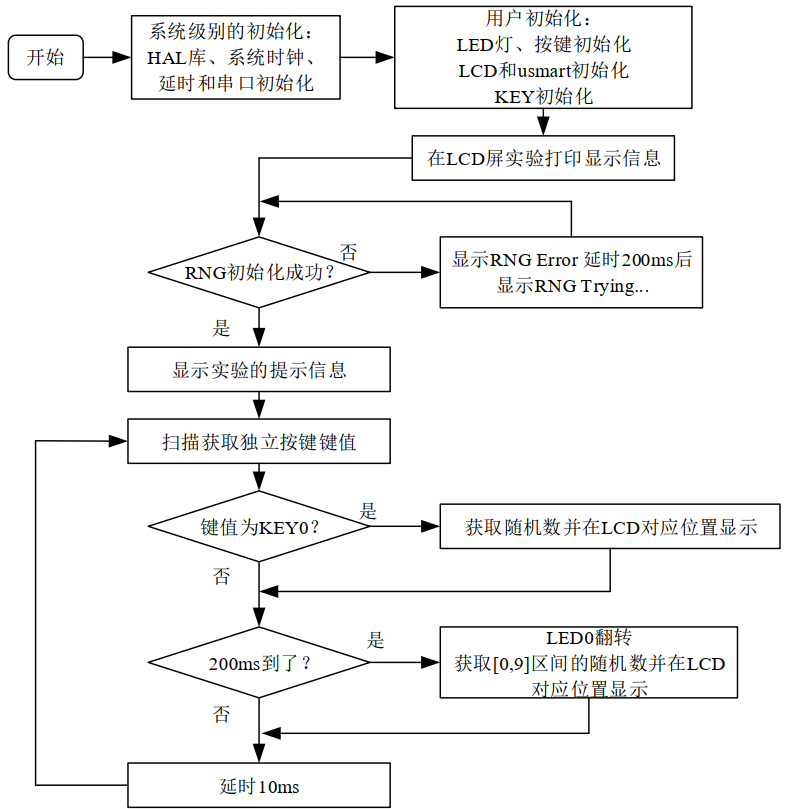 开始
系统级别的初始化：
HAL库、系统时钟、
延时和串口初始化
用户初始化：
LED灯、按键初始化
LCD和usmart初始化
KEY初始化
在LCD屏实验打印显示信息
RNG初始化成功？
否
显示RNG Error 延时200ms后
显示RNG Trying...
是
显示实验的提示信息
扫描获取独立按键键值
键值为KEY0？
是
获取随机数并在LCD对应位置显示
否
200ms到了？
是
LED0翻转
获取[0,9]区间的随机数并在LCD
对应位置显示
否
延时10ms